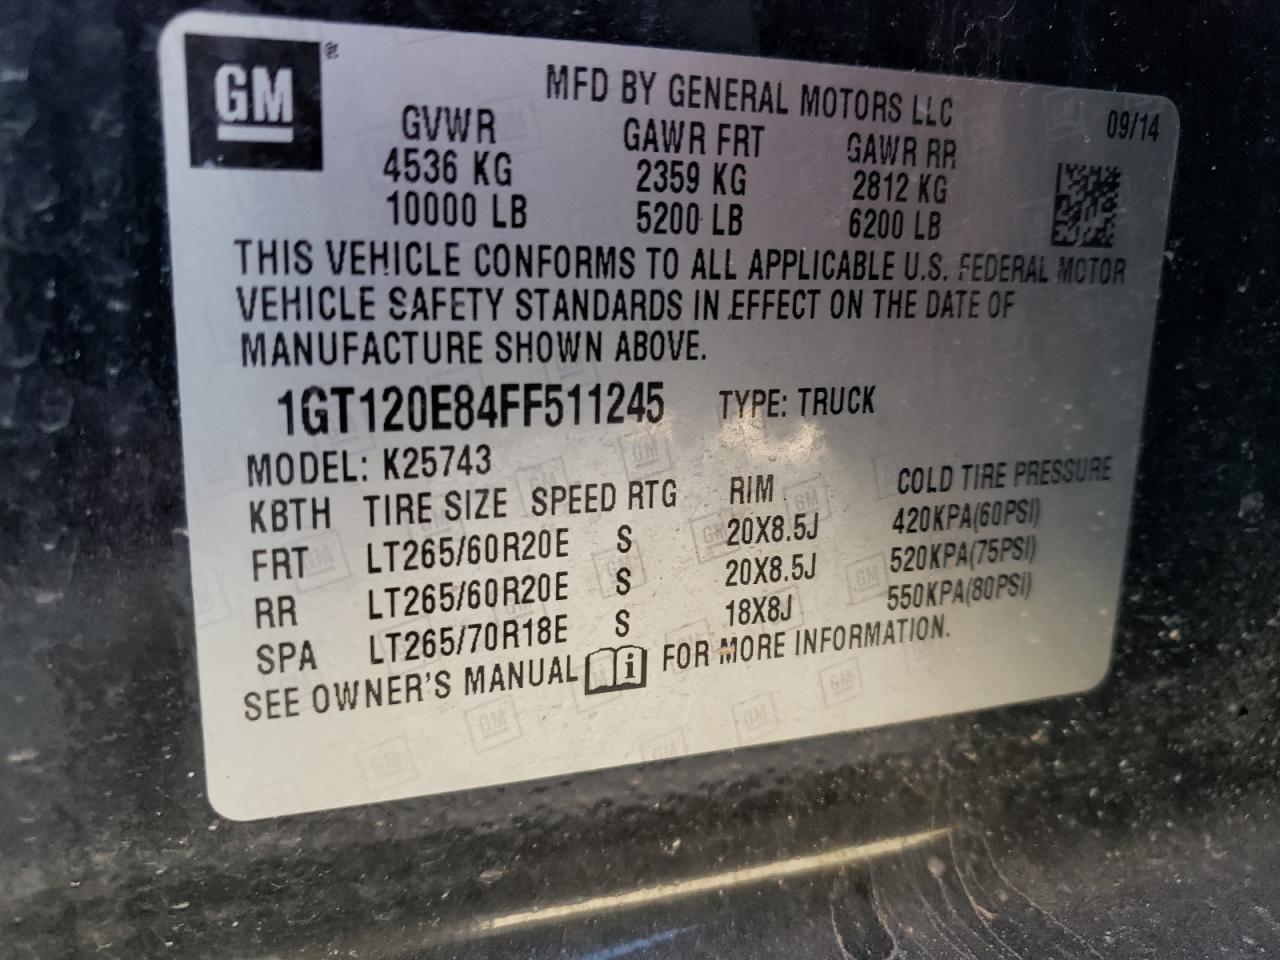 GM ®
MFD BY GENERAL MOTORS LLC
09/14
GVWR GAWR FRT GAWR RR
4536 KG 2359 KG 2812 KG
10000 LB 5200 LB 6200 LB
THIS VEHICLE CONFORMS TO ALL APPLICABLE U.S. FEDERAL MOTOR
VEHICLE SAFETY STANDARDS IN EFFECT ON THE DATE OF
MANUFACTURE SHOWN ABOVE.
1GT120E84FF511245 TYPE: TRUCK
MODEL: K25743
KBTH TIRE SIZE SPEED RTG RIM COLD TIRE PRESSURE
FRT LT265/60R20E S 20X8.5J 420KPA(60PSI)
RR LT265/60R20E S 20X8.5J 520KPA(75PSI)
SPA LT265/70R18E S 18X8J 550KPA(80PSI)
SEE OWNER'S MANUAL i FOR MORE INFORMATION.